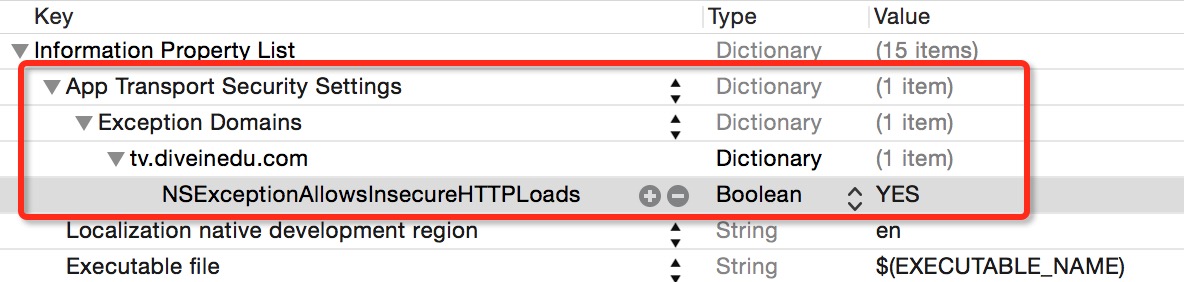 Key Type Value
Information Property List Dictionary (15 items)
App Transport Security Settings Dictionary (1 item)
Exception Domains Dictionary (1 item)
tv.diveinedu.com Dictionary (1 item)
NSExceptionAllowsInsecureHTTPLoads Boolean YES
Localization native development region String en
Executable file String $(EXECUTABLE_NAME)